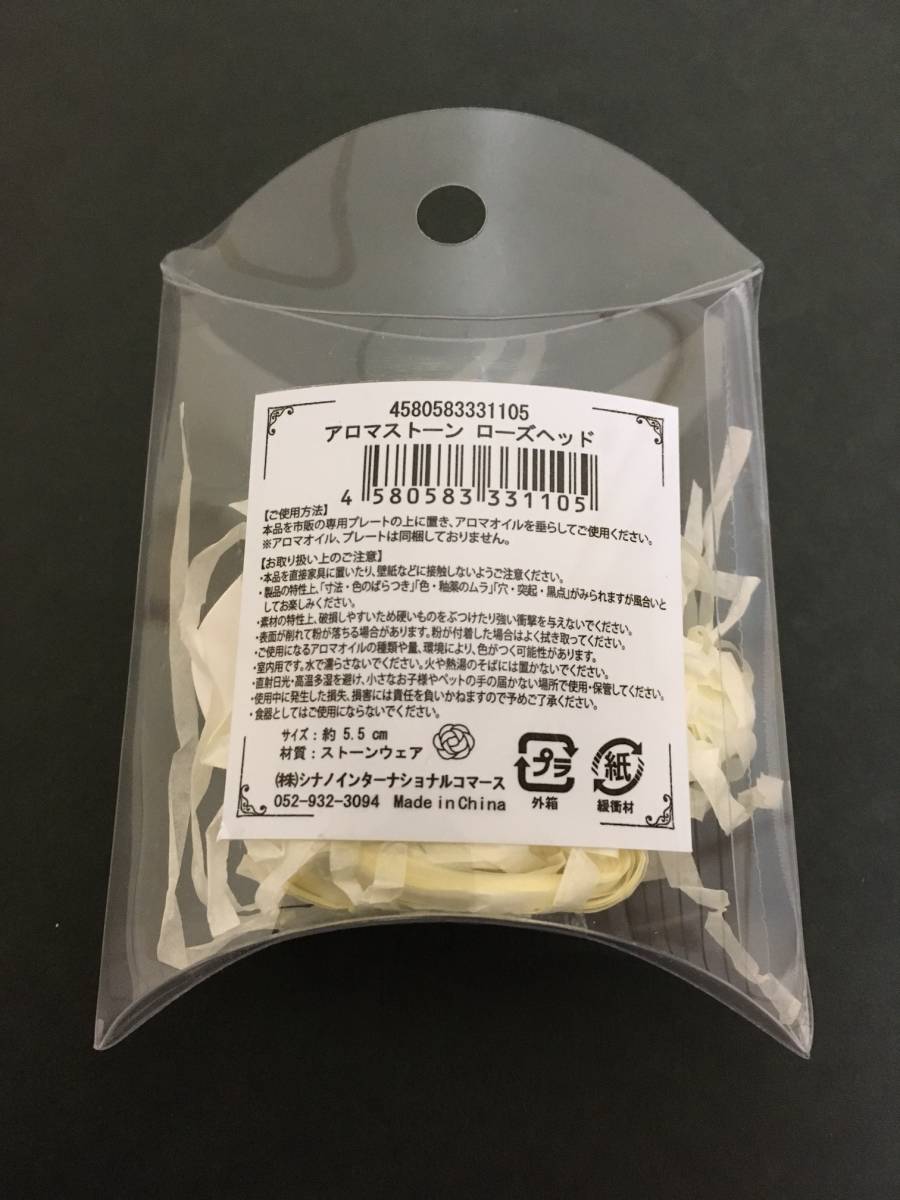 4580583331105
アロマストーン ローズヘッド
4 580583 331105
【ご使用方法】
本品を市販の専用プレートの上に置き、アロマオイルを垂らしてご使用ください。
※アロマオイル、プレートは同梱しておりません。
【お取り扱い上のご注意】
・本品を直接家具に置いたり、壁紙などに接触しないようご注意ください。
・製品の特性上、「寸法・色のばらつき」「色・釉薬のムラ」「穴・突起・黒点」がみられますが風合いと
してお楽しみください。
・素材の特性上、破損しやすいため硬いものをぶつけたり強い衝撃を与えないでください。
・表面が削れて粉が落ちる場合があります。粉が付着した場合はよく拭き取ってください。
・ご使用になるアロマオイルの種類や量、環境により、色がつく可能性があります。
・室内用です。水で濡らさないでください。火や熱湯のそばには置かないでください。
・直射日光・高温多湿を避け、小さなお子様やペットの手の届かない場所で使用・保管してください。
・使用中に発生した損失、損害には責任を負いかねますので予めご了承ください。
・食器としてはご使用にならないでください。
サイズ：約 5.5 cm
材質：ストーンウェア
㈱シナノインターナショナルコマース
052-932-3094 Made in China
プラ
外箱
紙
緩衝材